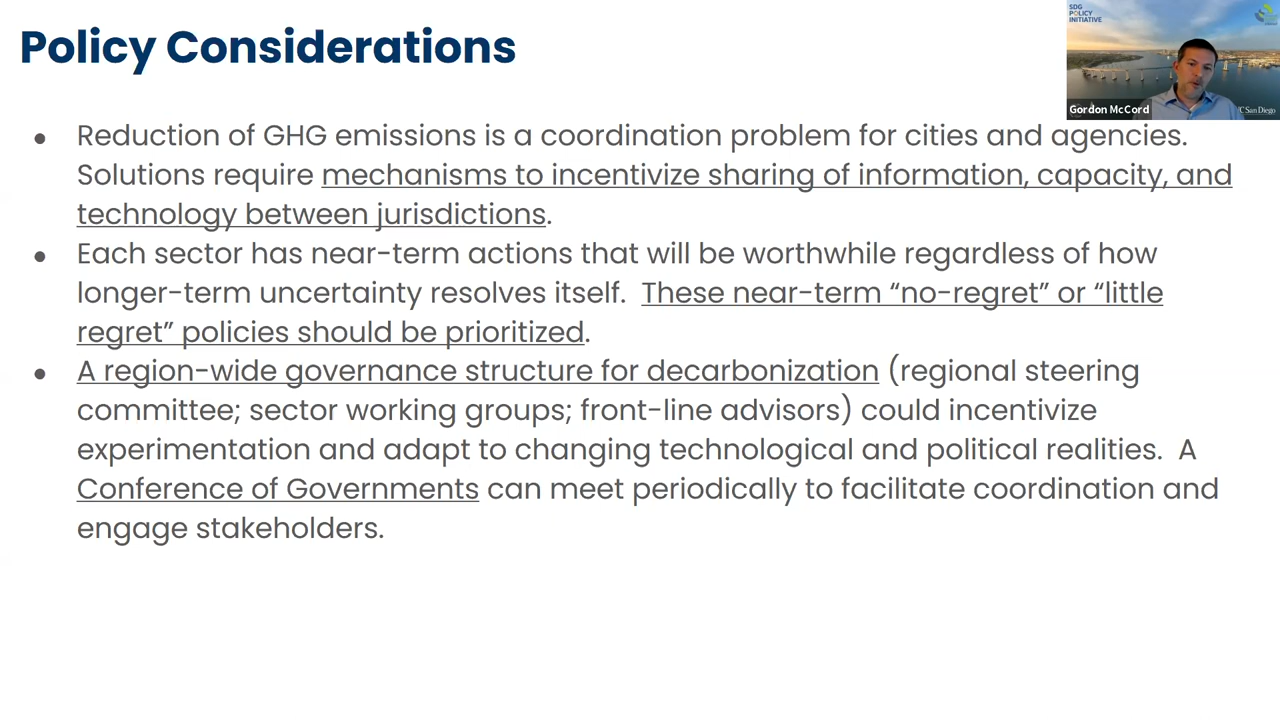 Policy Considerations
SDG
POLICY
INITIATIVE
Gordon McCord
UC San Diego
● Reduction of GHG emissions is a coordination problem for cities and agencies.
Solutions require mechanisms to incentivize sharing of information, capacity, and
technology between jurisdictions.
● Each sector has near-term actions that will be worthwhile regardless of how
longer-term uncertainty resolves itself.  These near-term “no-regret” or “little
regret” policies should be prioritized.
● A region-wide governance structure for decarbonization (regional steering
committee; sector working groups; front-line advisors) could incentivize
experimentation and adapt to changing technological and political realities.  A
Conference of Governments can meet periodically to facilitate coordination and
engage stakeholders.